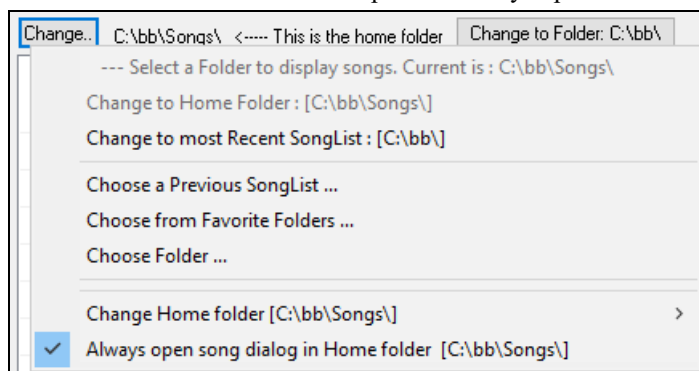 Change.. C:\bb\Songs\ <----- This is the home folder Change to Folder: C:\bb\
--- Select a Folder to display songs. Current is : C:\bb\Songs\
Change to Home Folder : [C:\bb\Songs\]
Change to most Recent SongList : [C:\bb\]
Choose a Previous SongList ...
Choose from Favorite Folders ...
Choose Folder ...
Change Home folder [C:\bb\Songs\] >
Always open song dialog in Home folder [C:\bb\Songs\]